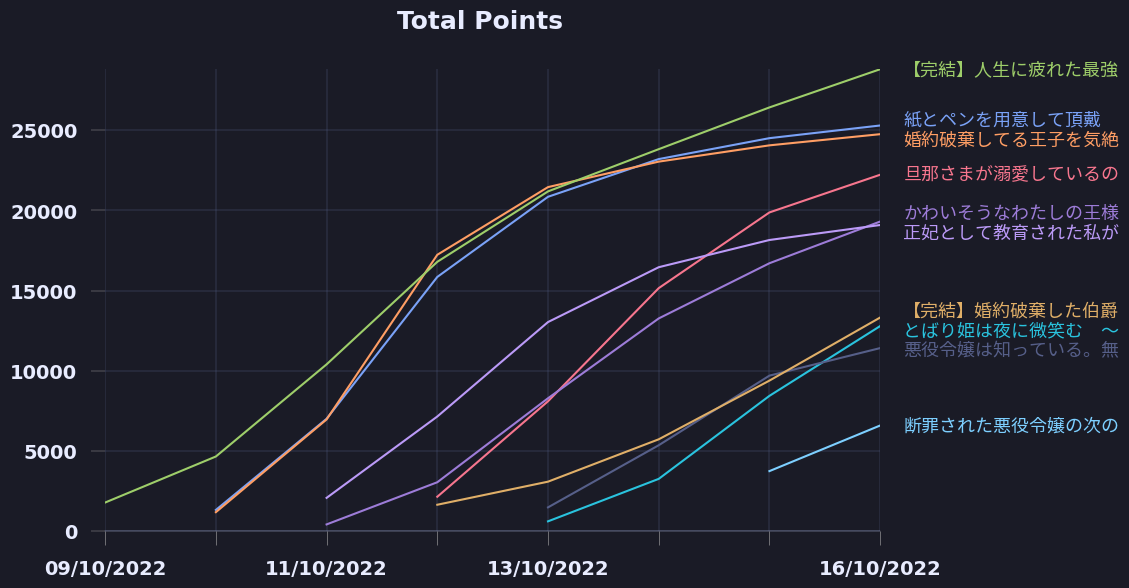 Total Points
【完結】人生に疲れた最強
紙とペンを用意して頂戴
婚約破棄してる王子を気絶
旦那さまが溺愛しているの
かわいそうなわたしの王様
正妃として教育された私が
【完結】婚約破棄した伯爵
とばり姫は夜に微笑む　～
悪役令嬢は知っている。無
断罪された悪役令嬢の次の
25000
20000
15000
10000
5000
0
09/10/2022
11/10/2022
13/10/2022
16/10/2022